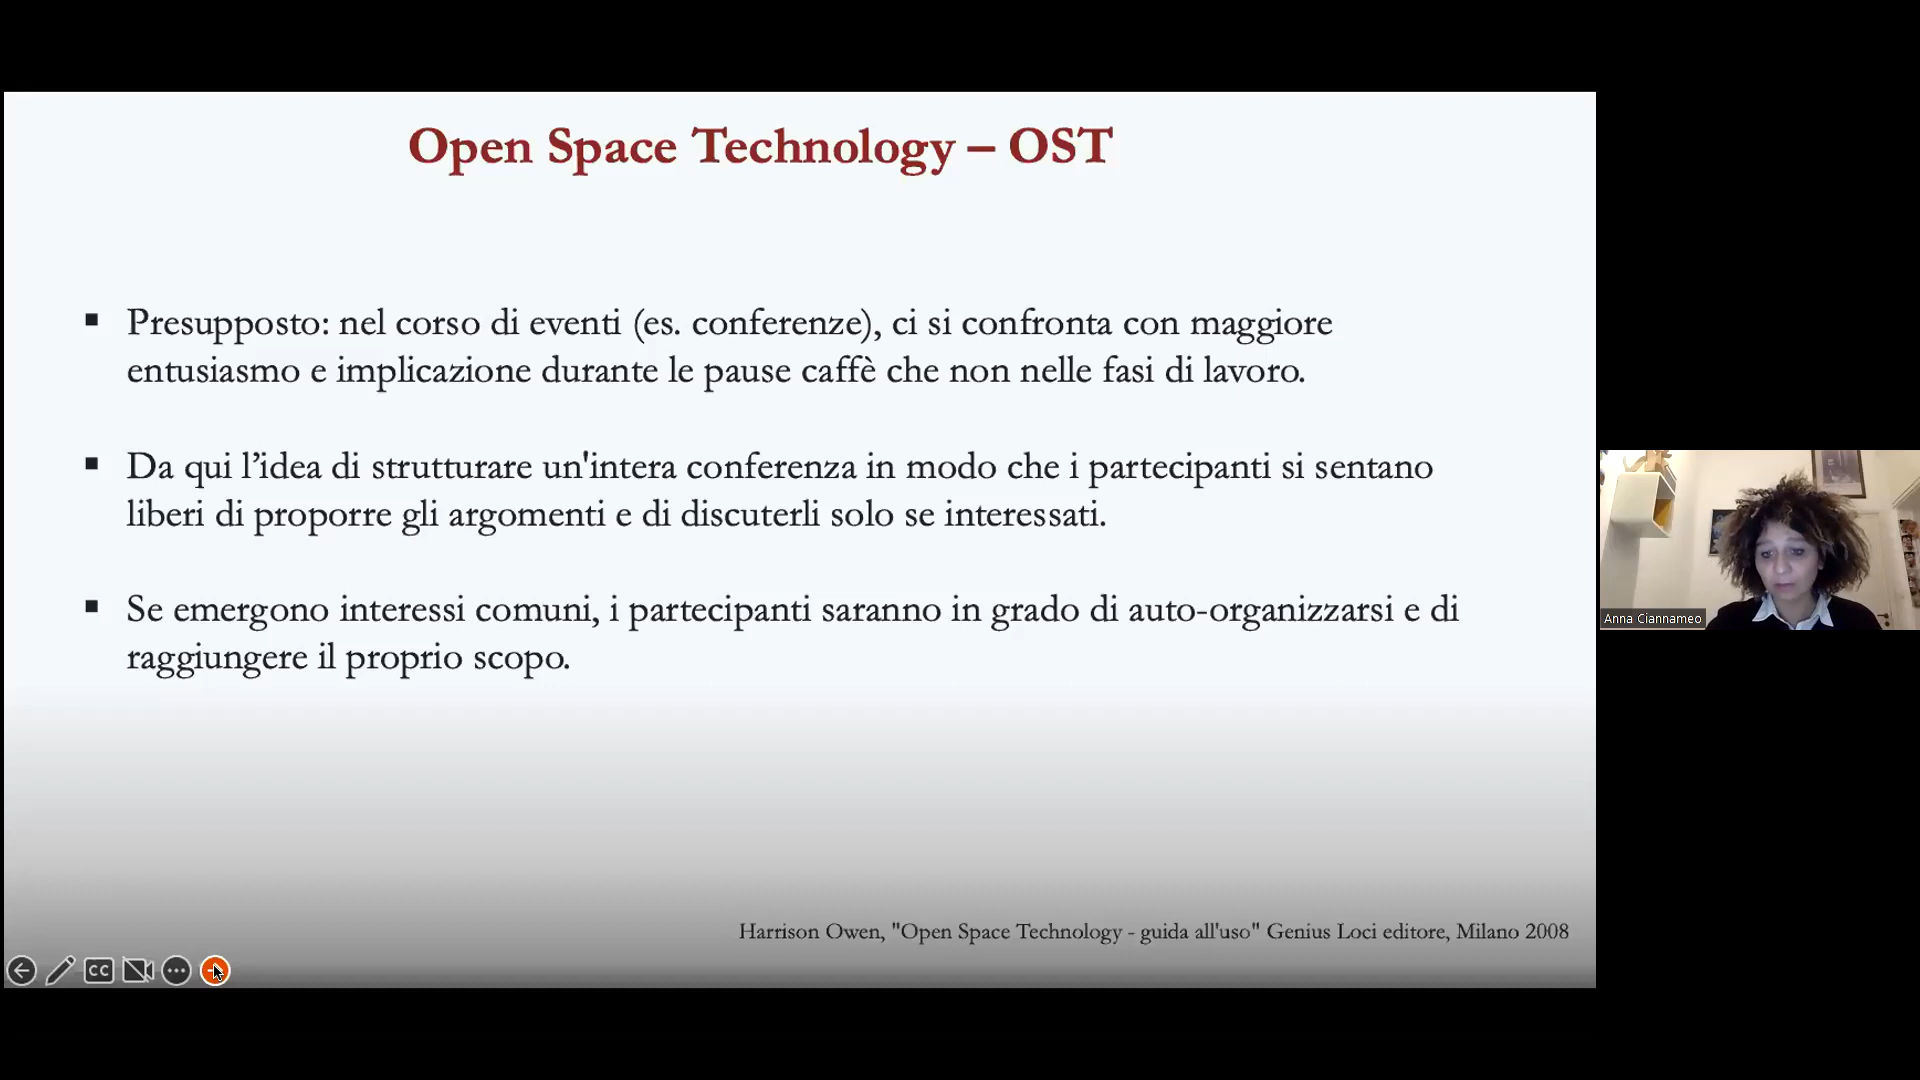 Open Space Technology – OST
▪ Presupposto: nel corso di eventi (es. conferenze), ci si confronta con maggiore
entusiasmo e implicazione durante le pause caffè che non nelle fasi di lavoro.
▪ Da qui l’idea di strutturare un'intera conferenza in modo che i partecipanti si sentano
liberi di proporre gli argomenti e di discuterli solo se interessati.
▪ Se emergono interessi comuni, i partecipanti saranno in grado di auto-organizzarsi e di
raggiungere il proprio scopo.
Harrison Owen, "Open Space Technology - guida all'uso" Genius Loci editore, Milano 2008
CC
Anna Ciannameo